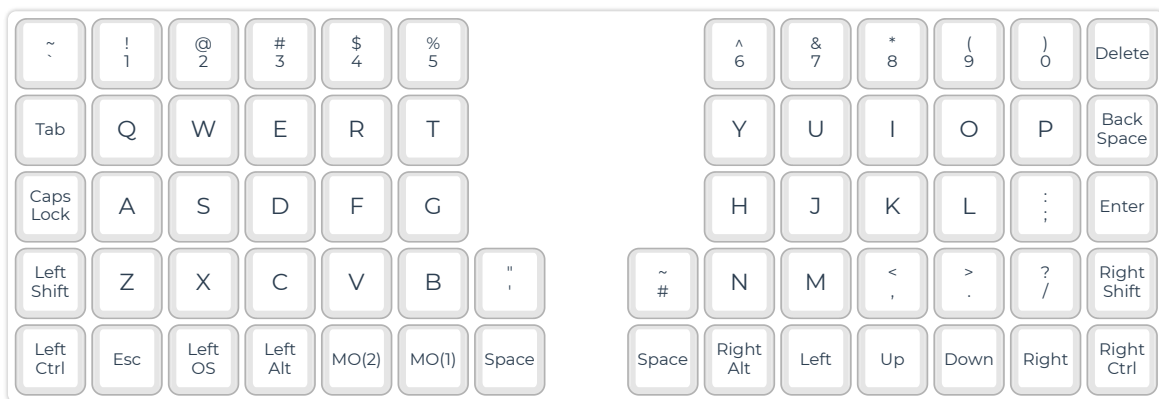 ~ ! @ # $ % ^ & * ( )
` 1 2 3 4 5 6 7 8 9 0 Delete
Tab Q W E R T Y U I O P Back Space
Caps Lock A S D F G H J K L : ; Enter
Left Shift Z X C V B " ' ~ # N M < , > . ? / Right Shift
Left Ctrl Esc Left OS Left Alt MO(2) MO(1) Space Space Right Alt Left Up Down Right Right Ctrl